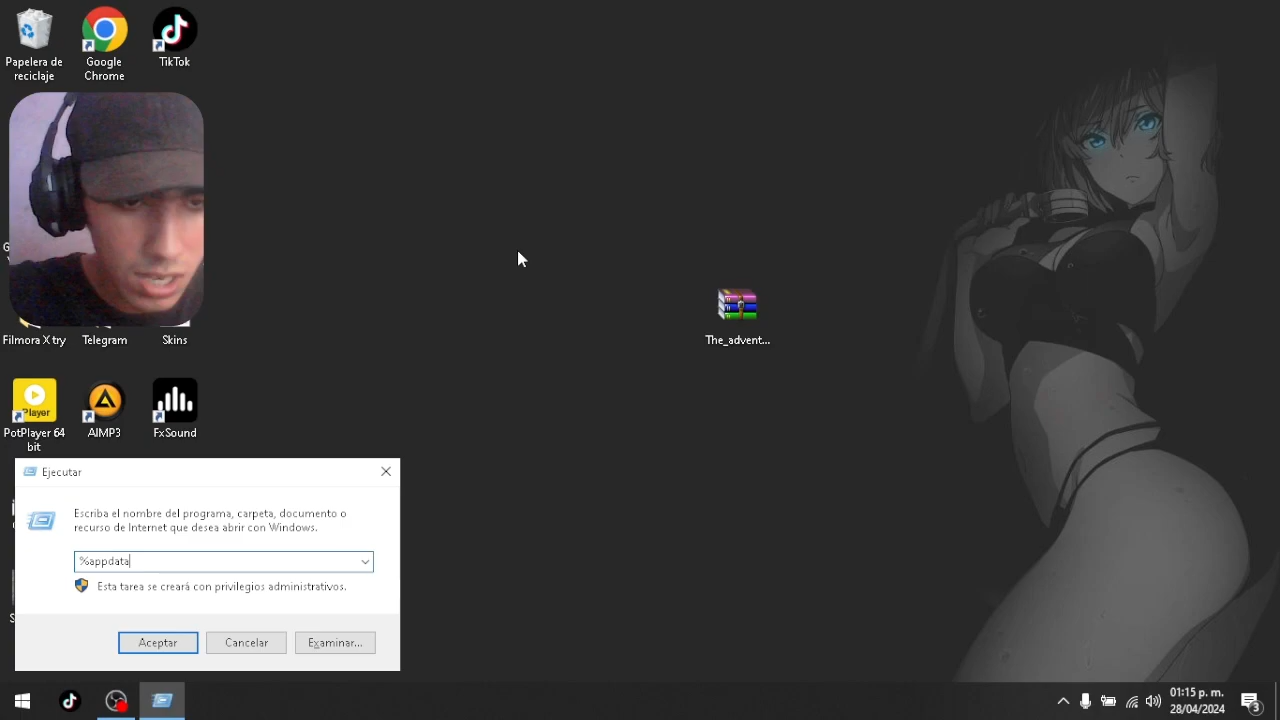 Papelera de
reciclaje
Google
Chrome
TikTok
Filmora X try
Telegram
Skins
The_advent...
Player
PotPlayer 64
bit
AIMP3
FxSound
Ejecutar
Escriba el nombre del programa, carpeta, documento o
recurso de Internet que desea abrir con Windows.
%appdata
Esta tarea se creará con privilegios administrativos.
Aceptar
Cancelar
Examinar...
01:15 p. m.
28/04/2024
3